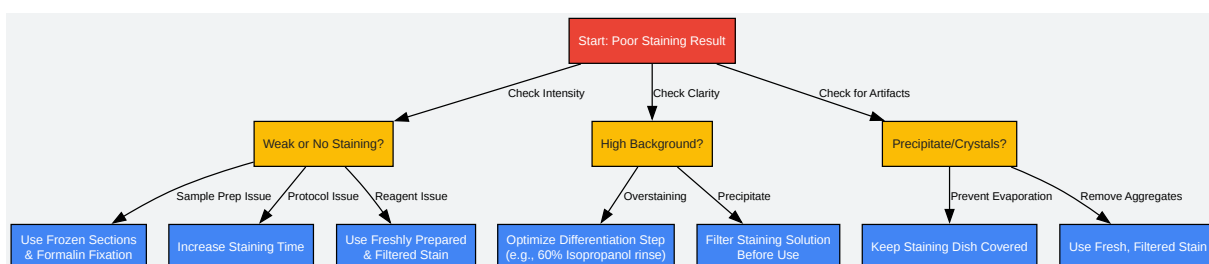 Start: Poor Staining Result
Check Intensity
Check Clarity
Check for Artifacts
Weak or No Staining?
High Background?
Precipitate/Crystals?
Sample Prep Issue
Protocol Issue
Reagent Issue
Overstaining
Precipitate
Prevent Evaporation
Remove Aggregates
Use Frozen Sections
& Formalin Fixation
Increase Staining Time
Use Freshly Prepared
& Filtered Stain
Optimize Differentiation Step
(e.g., 60% Isopropanol rinse)
Filter Staining Solution
Before Use
Keep Staining Dish Covered
Use Fresh, Filtered Stain